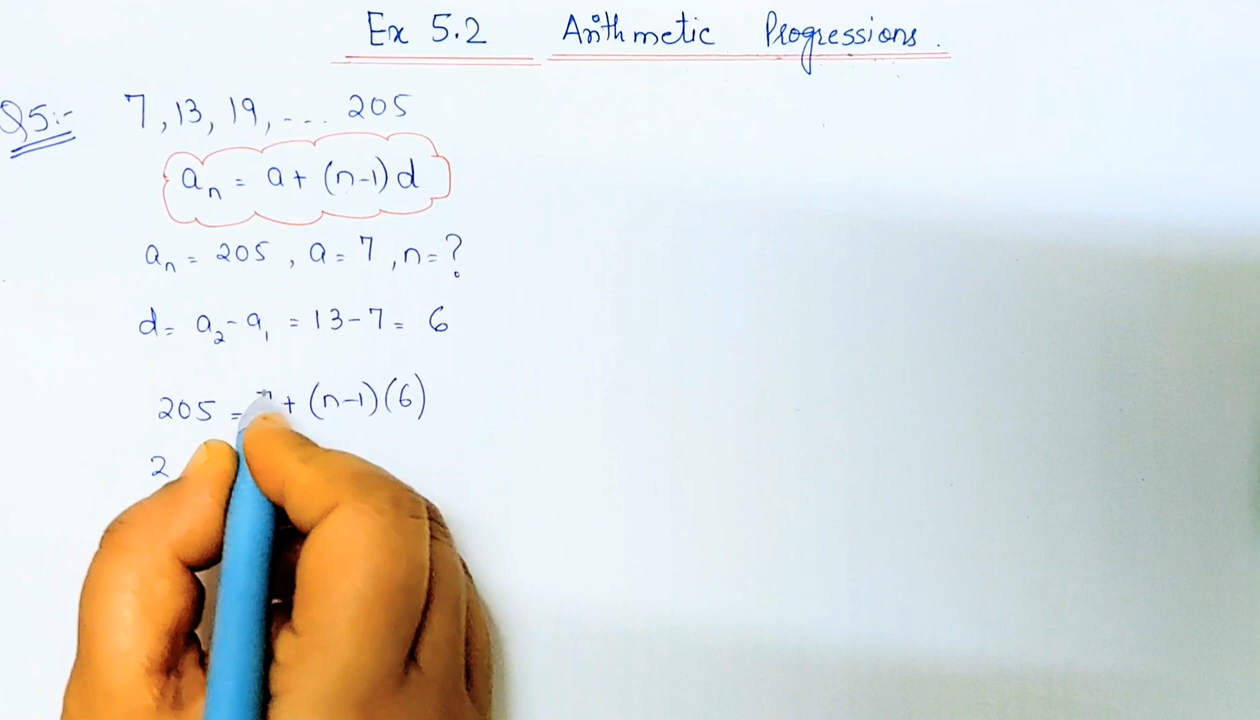 Ex 5.2 Arithmetic Progressions.
Q5:- 7, 13, 19, --- 205
aₙ = a + (n-1) d
aₙ = 205, a = 7, n = ?
d = a₂ - a₁ = 13 - 7 = 6
205 = 7 + (n-1)(6)
2